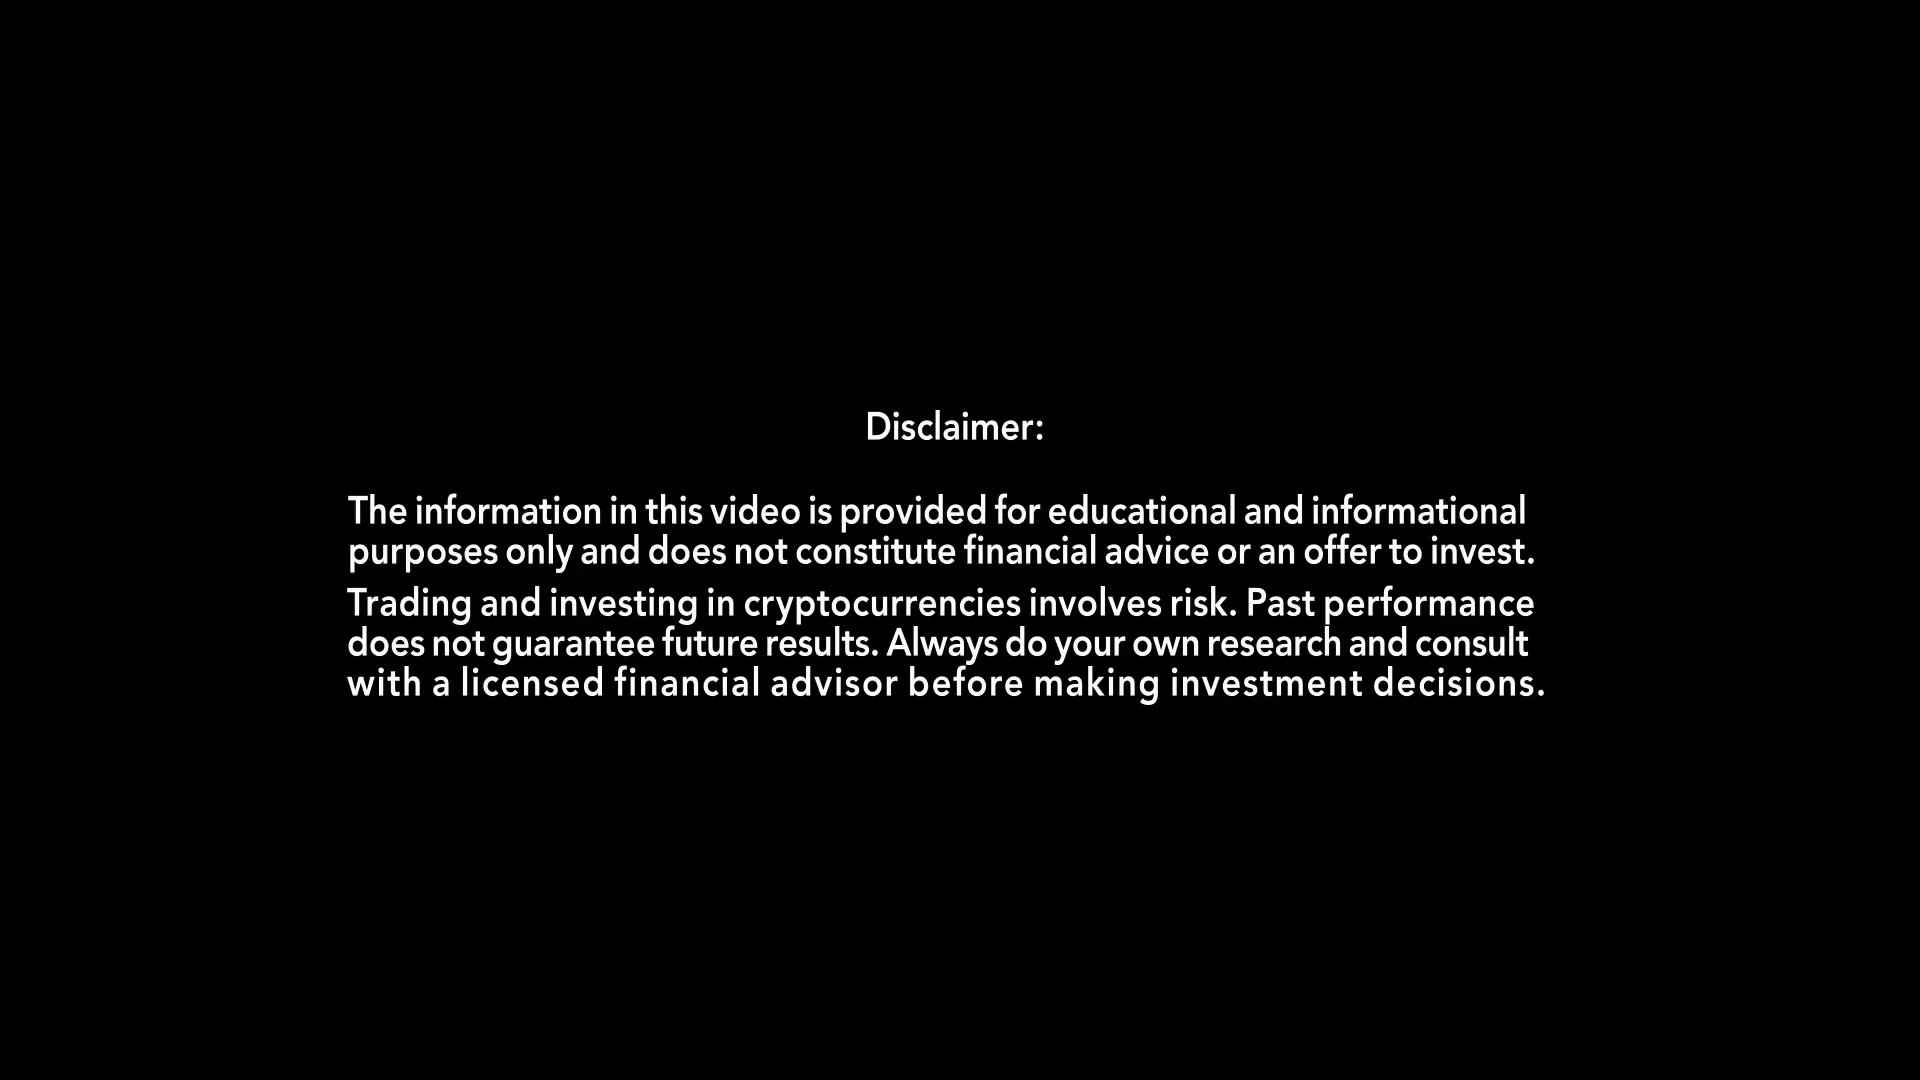 Disclaimer:
The information in this video is provided for educational and informational
purposes only and does not constitute financial advice or an offer to invest.
Trading and investing in cryptocurrencies involves risk. Past performance
does not guarantee future results. Always do your own research and consult
with a licensed financial advisor before making investment decisions.